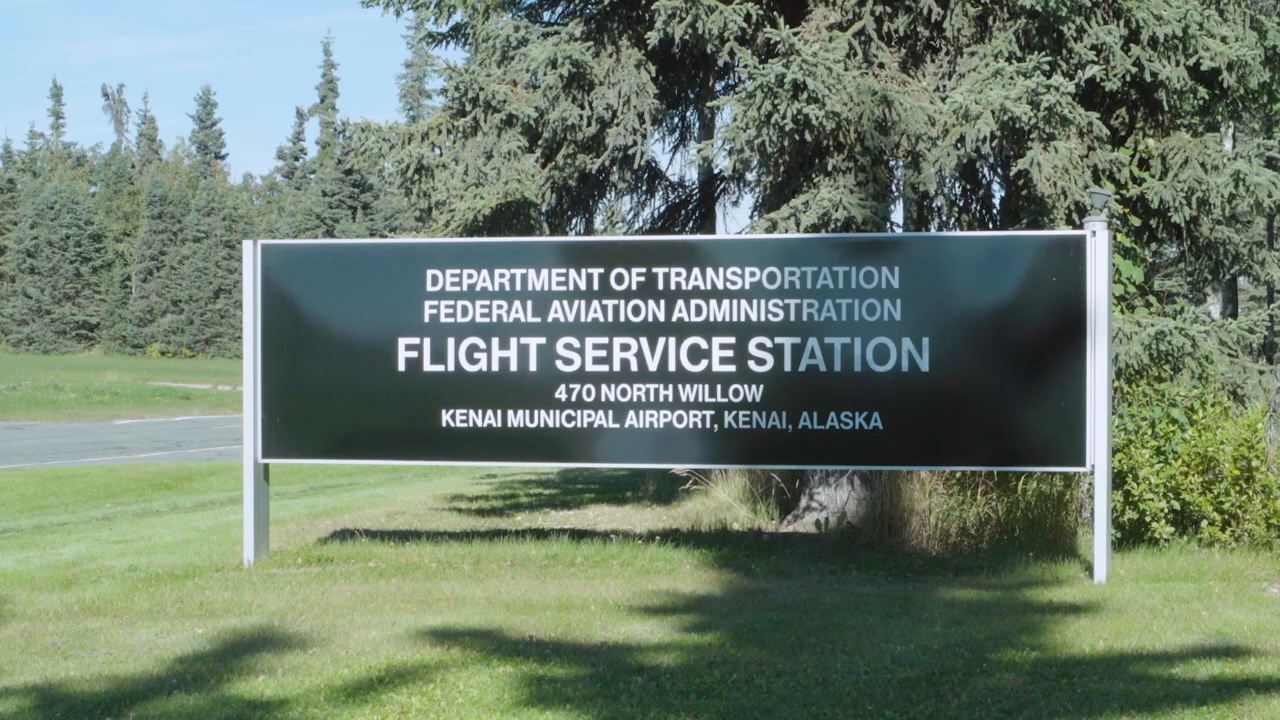 DEPARTMENT OF TRANSPORTATION
FEDERAL AVIATION ADMINISTRATION
FLIGHT SERVICE STATION
470 NORTH WILLOW
KENAI MUNICIPAL AIRPORT, KENAI, ALASKA